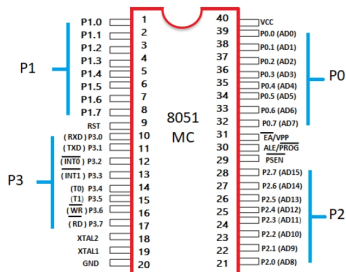 P1.0 1 40 VCC
P1.1 2 39 P0.0 (AD0)
P1.2 3 38 P0.1 (AD1)
P1.3 4 37 P0.2 (AD2)
P1.4 5 36 P0.3 (AD3)
P1.5 6 35 P0.4 (AD4)
P1.6 7 34 P0.5 (AD5)
P1.7 8 33 P0.6 (AD6)
RST 9 32 P0.7 (AD7)
(RXD) P3.0 10 31 EA/VPP
(TXD) P3.1 11 30 ALE/PROG
(INT0) P3.2 12 29 PSEN
(INT1) P3.3 13 28 P2.7 (AD15)
(T0) P3.4 14 27 P2.6 (AD14)
(T1) P3.5 15 26 P2.5 (AD13)
(WR) P3.6 16 25 P2.4 (AD12)
(RD) P3.7 17 24 P2.3 (AD11)
XTAL2 18 23 P2.2 (AD10)
XTAL1 19 22 P2.1 (AD9)
GND 20 21 P2.0 (AD8)
P1
P3
8051
MC
P0
P2